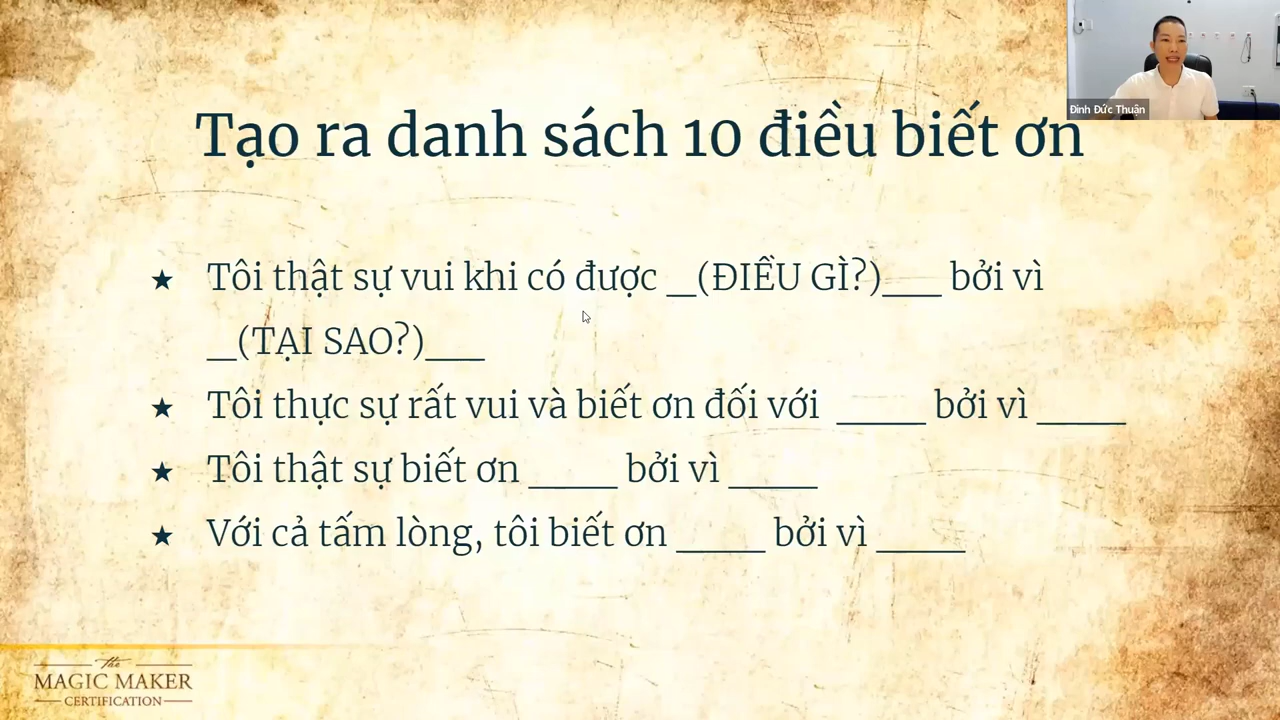 Đinh Đức Thuận
Tạo ra danh sách 10 điều biết ơn
★ Tôi thật sự vui khi có được _(ĐIỀU GÌ?)___ bởi vì
_(TẠI SAO?)___
★ Tôi thực sự rất vui và biết ơn đối với _____ bởi vì _____
★ Tôi thật sự biết ơn _____ bởi vì _____
★ Với cả tấm lòng, tôi biết ơn _____ bởi vì _____
The
MAGIC MAKER
CERTIFICATION